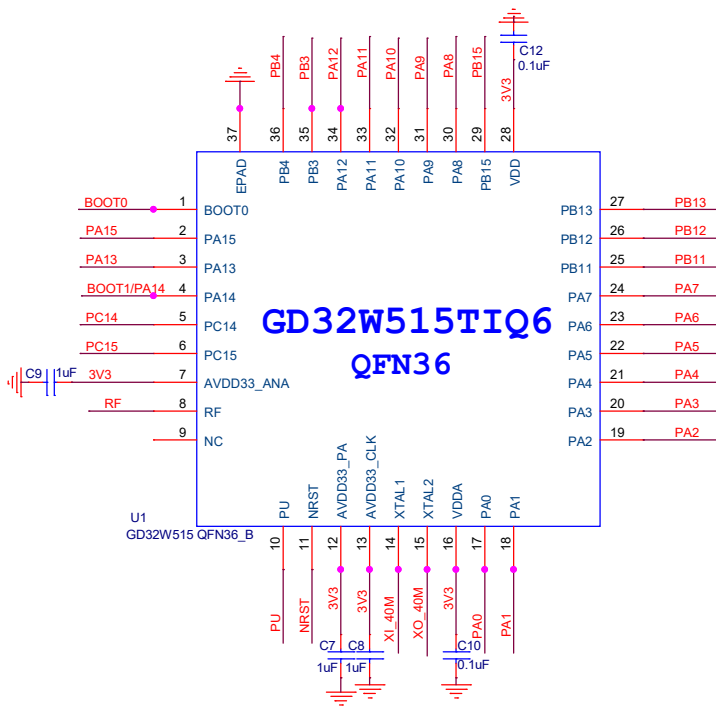 C12
0.1uF
PB4
PB3
PA12
PA11
PA10
PA9
PA8
PB15
3V3
37
36
35
34
33
32
31
30
29
28
EPAD
PB4
PB3
PA12
PA11
PA10
PA9
PA8
PB15
VDD
BOOT0 1 BOOT0
PA15 2 PA15
PA13 3 PA13
BOOT1/PA14 4 PA14
PC14 5 PC14
PC15 6 PC15
C9 1uF 3V3 7 AVDD33_ANA
RF 8 RF
9 NC
PB13 27 PB13
PB12 26 PB12
PB11 25 PB11
PA7 24 PA7
PA6 23 PA6
PA5 22 PA5
PA4 21 PA4
PA3 20 PA3
PA2 19 PA2
GD32W515TIQ6
QFN36
PU
NRST
AVDD33_PA
AVDD33_CLK
XTAL1
XTAL2
VDDA
PA0
PA1
U1
GD32W515 QFN36_B
10
11
12
13
14
15
16
17
18
PU
NRST
3V3
3V3
XI_40M
XO_40M
3V3
PA0
PA1
C7
1uF
C8
1uF
C10
0.1uF